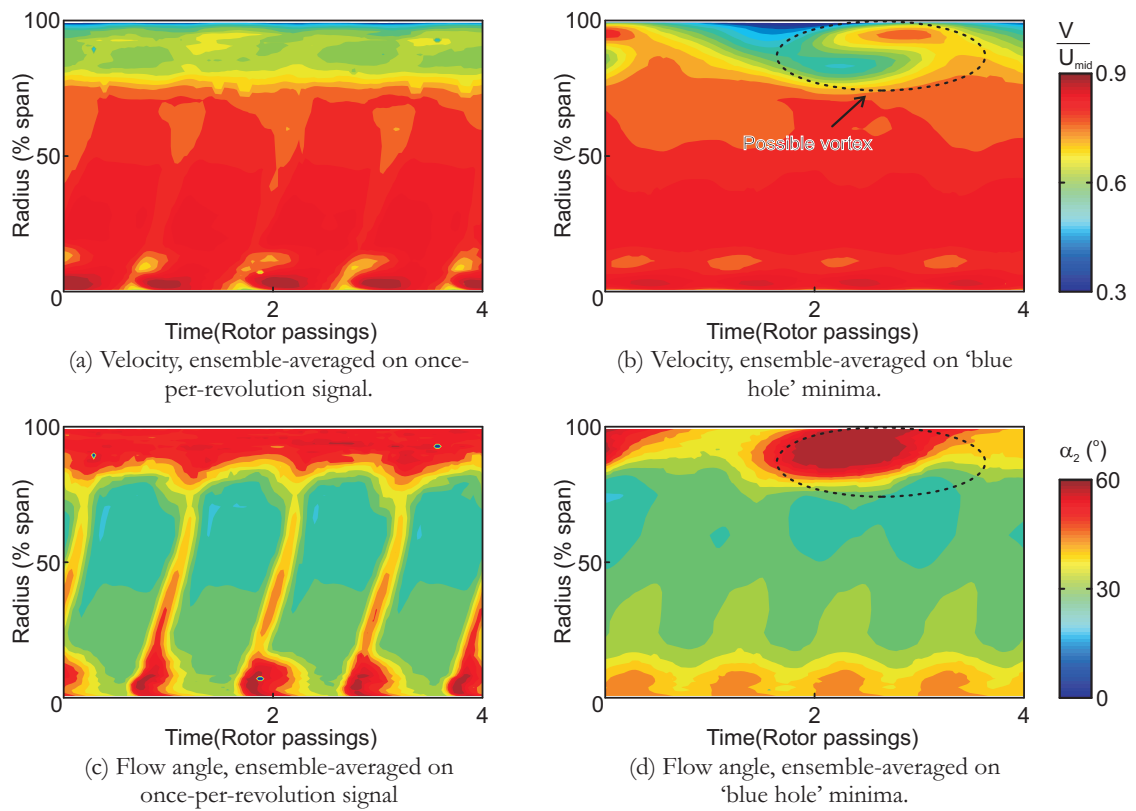 100
50
0
Radius (% span)
2
4
Time(Rotor passings)
(a) Velocity, ensemble-averaged on once-
per-revolution signal.
100
50
0
Radius (% span)
Possible vortex
2
4
Time(Rotor passings)
(b) Velocity, ensemble-averaged on ‘blue
hole’ minima.
V
U_mid
0.9
0.6
0.3
100
50
0
Radius (% span)
2
4
Time(Rotor passings)
(c) Flow angle, ensemble-averaged on
once-per-revolution signal
100
50
0
Radius (% span)
2
4
Time(Rotor passings)
(d) Flow angle, ensemble-averaged on
‘blue hole’ minima.
α₂ (°)
60
30
0